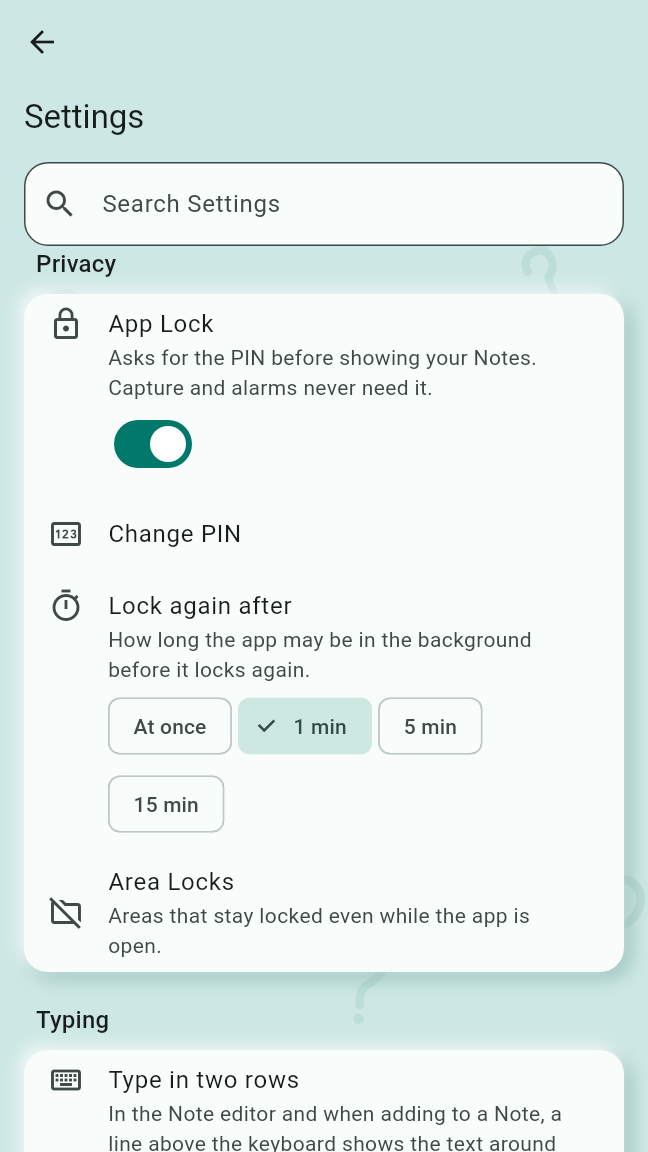 Settings
Search Settings
Privacy
App Lock
Asks for the PIN before showing your Notes.
Capture and alarms never need it.
123
Change PIN
Lock again after
How long the app may be in the background
before it locks again.
At once
1 min
5 min
15 min
Area Locks
Areas that stay locked even while the app is
open.
Typing
Type in two rows
In the Note editor and when adding to a Note, a
line above the keyboard shows the text around